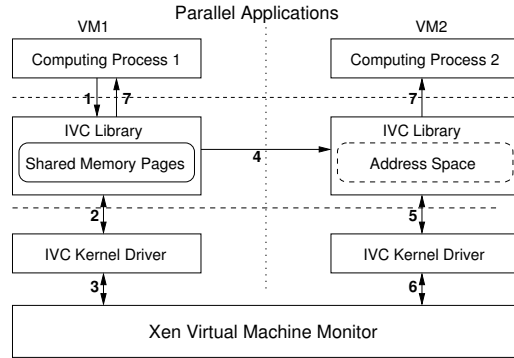 Parallel Applications
VM1
VM2
Computing Process 1
Computing Process 2
1
7
7
IVC Library
IVC Library
Shared Memory Pages
4
Address Space
2
5
IVC Kernel Driver
IVC Kernel Driver
3
6
Xen Virtual Machine Monitor